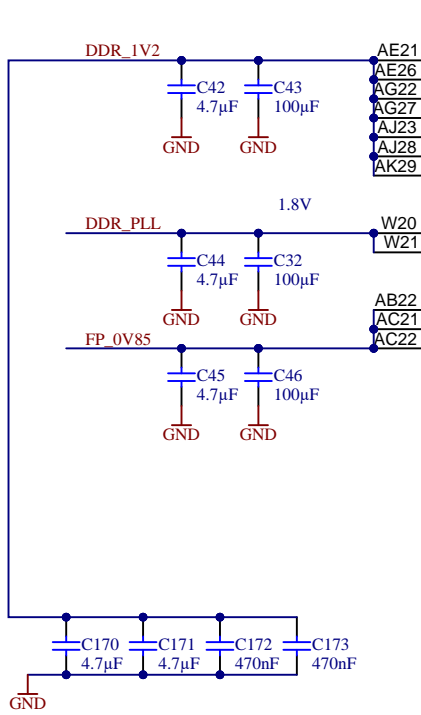 DDR_1V2
AE21
AE26
AG22
AG27
AJ23
AJ28
AK29
C42
4.7µF
C43
100µF
GND
GND
1.8V
DDR_PLL
W20
W21
C44
4.7µF
C32
100µF
GND
GND
AB22
AC21
AC22
FP_0V85
C45
4.7µF
C46
100µF
GND
GND
C170
4.7µF
C171
4.7µF
C172
470nF
C173
470nF
GND